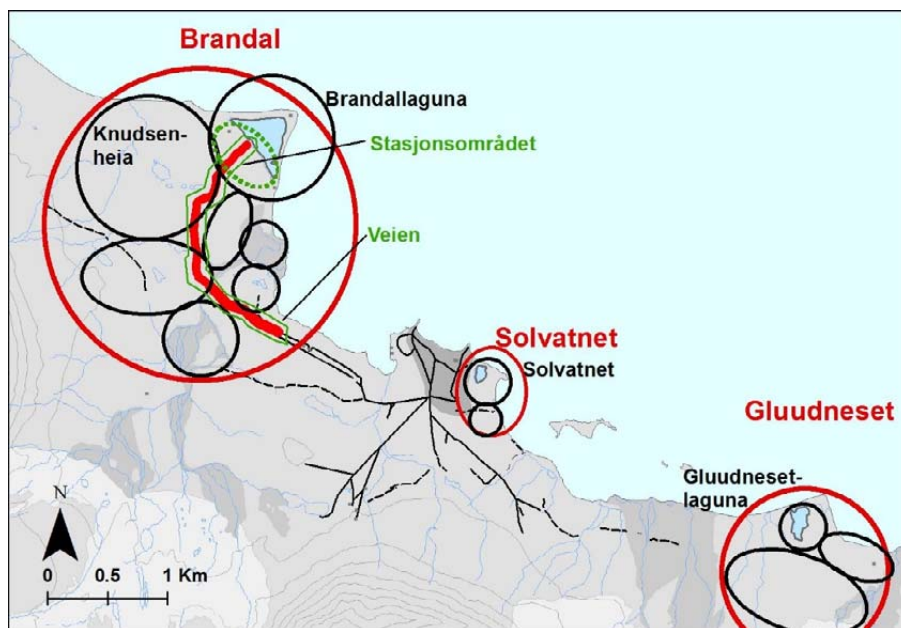 Brandal
Brandallaguna
Knudsen-
heia
Stasjonsområdet
Veien
Solvatnet
Solvatnet
Gluudneset
Gluudneset-
laguna
N
0 0.5 1 Km